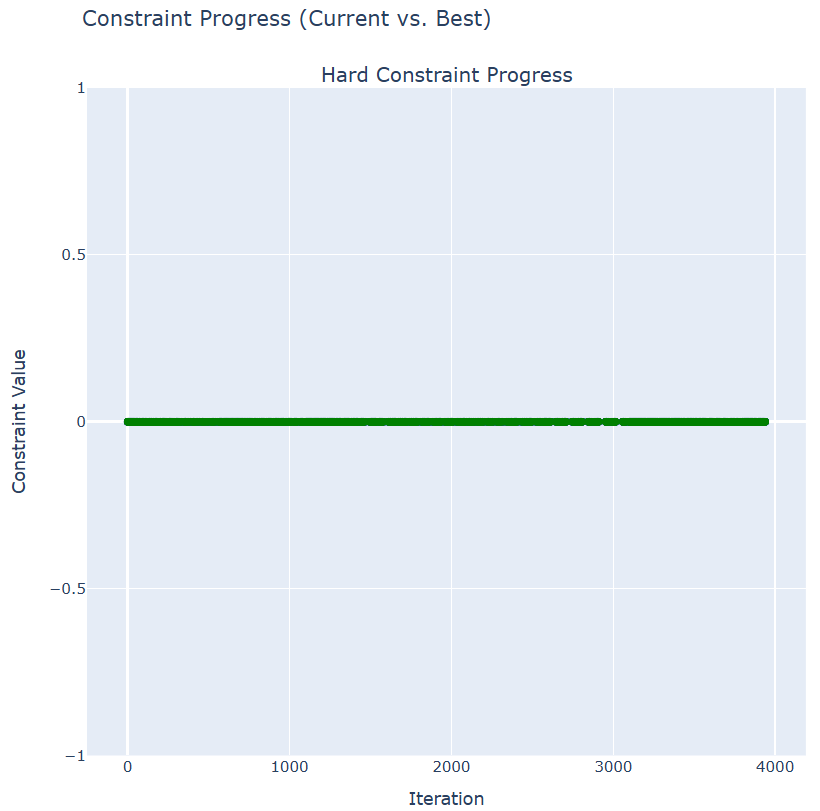 Constraint Progress (Current vs. Best)
Hard Constraint Progress
1
0.5
0
−0.5
−1
Constraint Value
0
1000
2000
3000
4000
Iteration